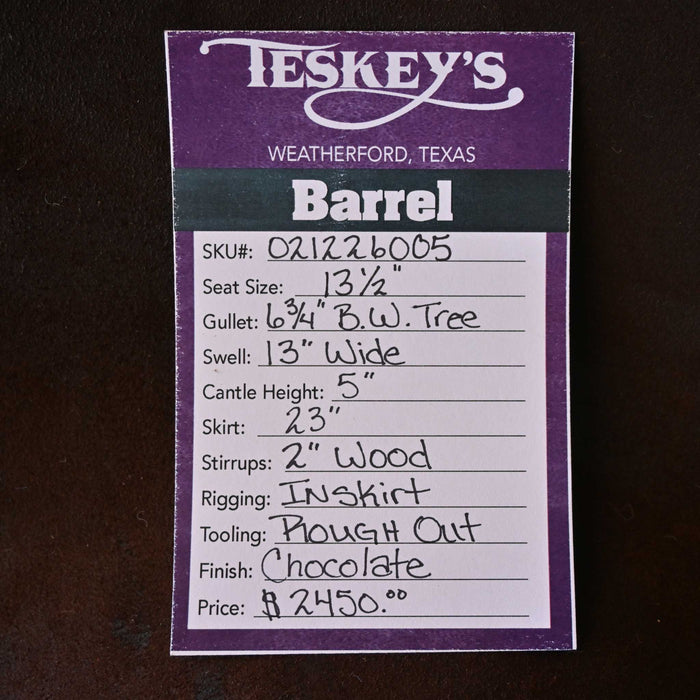 TESKEY'S
WEATHERFORD, TEXAS
Barrel
SKU#: 021226005
Seat Size: 13½"
Gullet: 6¾" B.W. Tree
Swell: 13" Wide
Cantle Height: 5"
Skirt: 23"
Stirrups: 2" Wood
Rigging: INSKirt
Tooling: ROUGH Out
Finish: Chocolate
Price: $2450.00